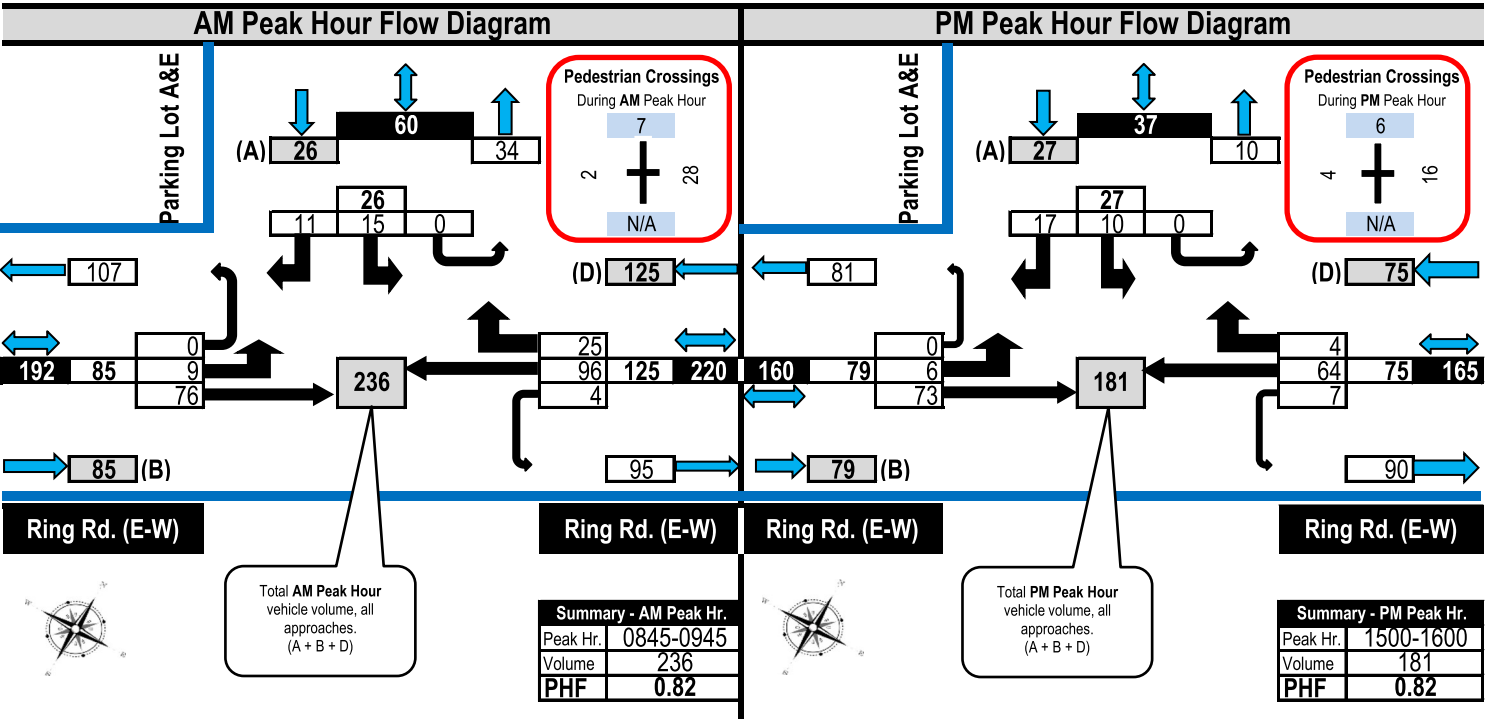 AM Peak Hour Flow Diagram
Parking Lot A&E
60
(A) 26
34
26
11 15 0
Pedestrian Crossings
During AM Peak Hour
7
2
28
N/A
107
(D) 125
0
192 85 9
76
236
25
96 125 220
4
85 (B)
95
Ring Rd. (E-W)
Ring Rd. (E-W)
Total AM Peak Hour
vehicle volume, all
approaches.
(A + B + D)
Summary - AM Peak Hr.
Peak Hr. 0845-0945
Volume 236
PHF 0.82
PM Peak Hour Flow Diagram
Parking Lot A&E
37
(A) 27
10
27
17 10 0
Pedestrian Crossings
During PM Peak Hour
6
4
16
N/A
81
(D) 75
0
160 79 6
73
181
4
64 75 165
7
79 (B)
90
Ring Rd. (E-W)
Ring Rd. (E-W)
Total PM Peak Hour
vehicle volume, all
approaches.
(A + B + D)
Summary - PM Peak Hr.
Peak Hr. 1500-1600
Volume 181
PHF 0.82